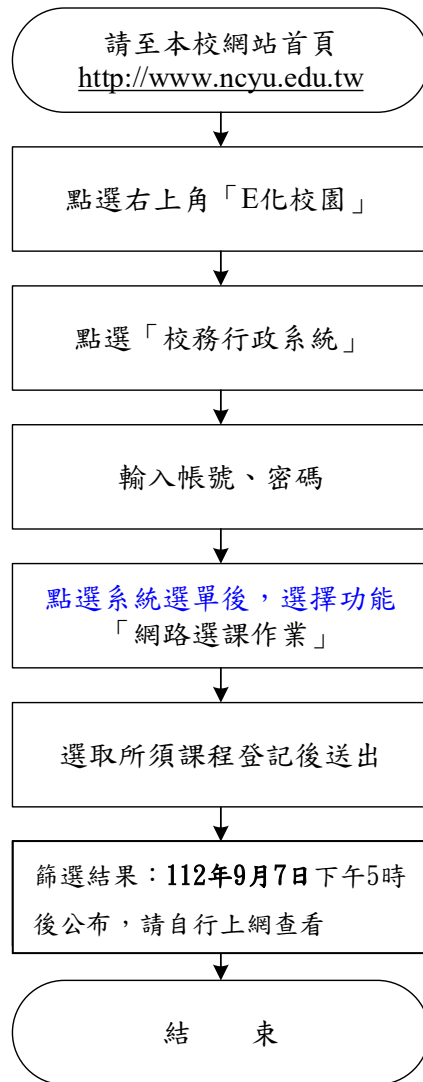 請至本校網站首頁
http://www.ncyu.edu.tw
點選右上角「E化校園」
點選「校務行政系統」
輸入帳號、密碼
點選系統選單後，選擇功能
「網路選課作業」
選取所須課程登記後送出
篩選結果：112年9月7日下午5時
後公布，請自行上網查看
結　　束